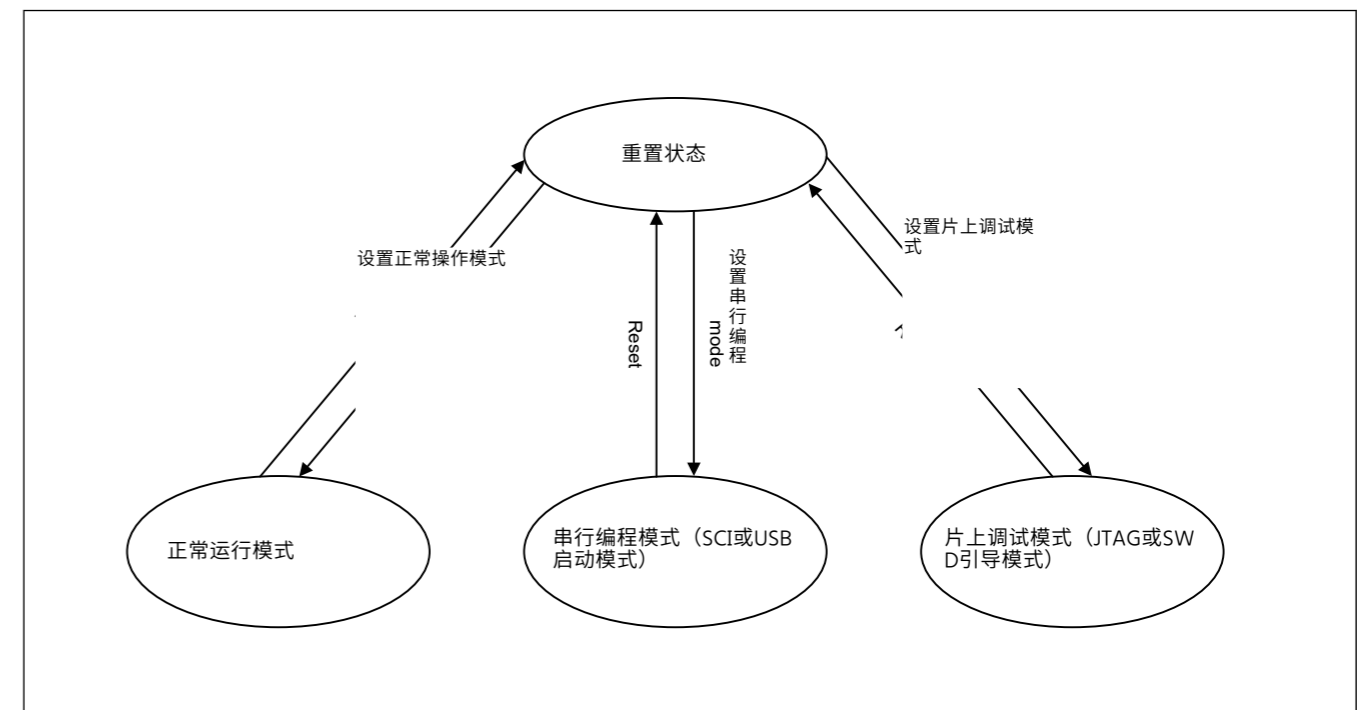 重置状态
设置片上调试模
式
设置正常操作模式
设置串行编程
mode
Reset
正常运行模式
串行编程模式（SCI或USB
启动模式）
片上调试模式（JTAG或SW
D引导模式）